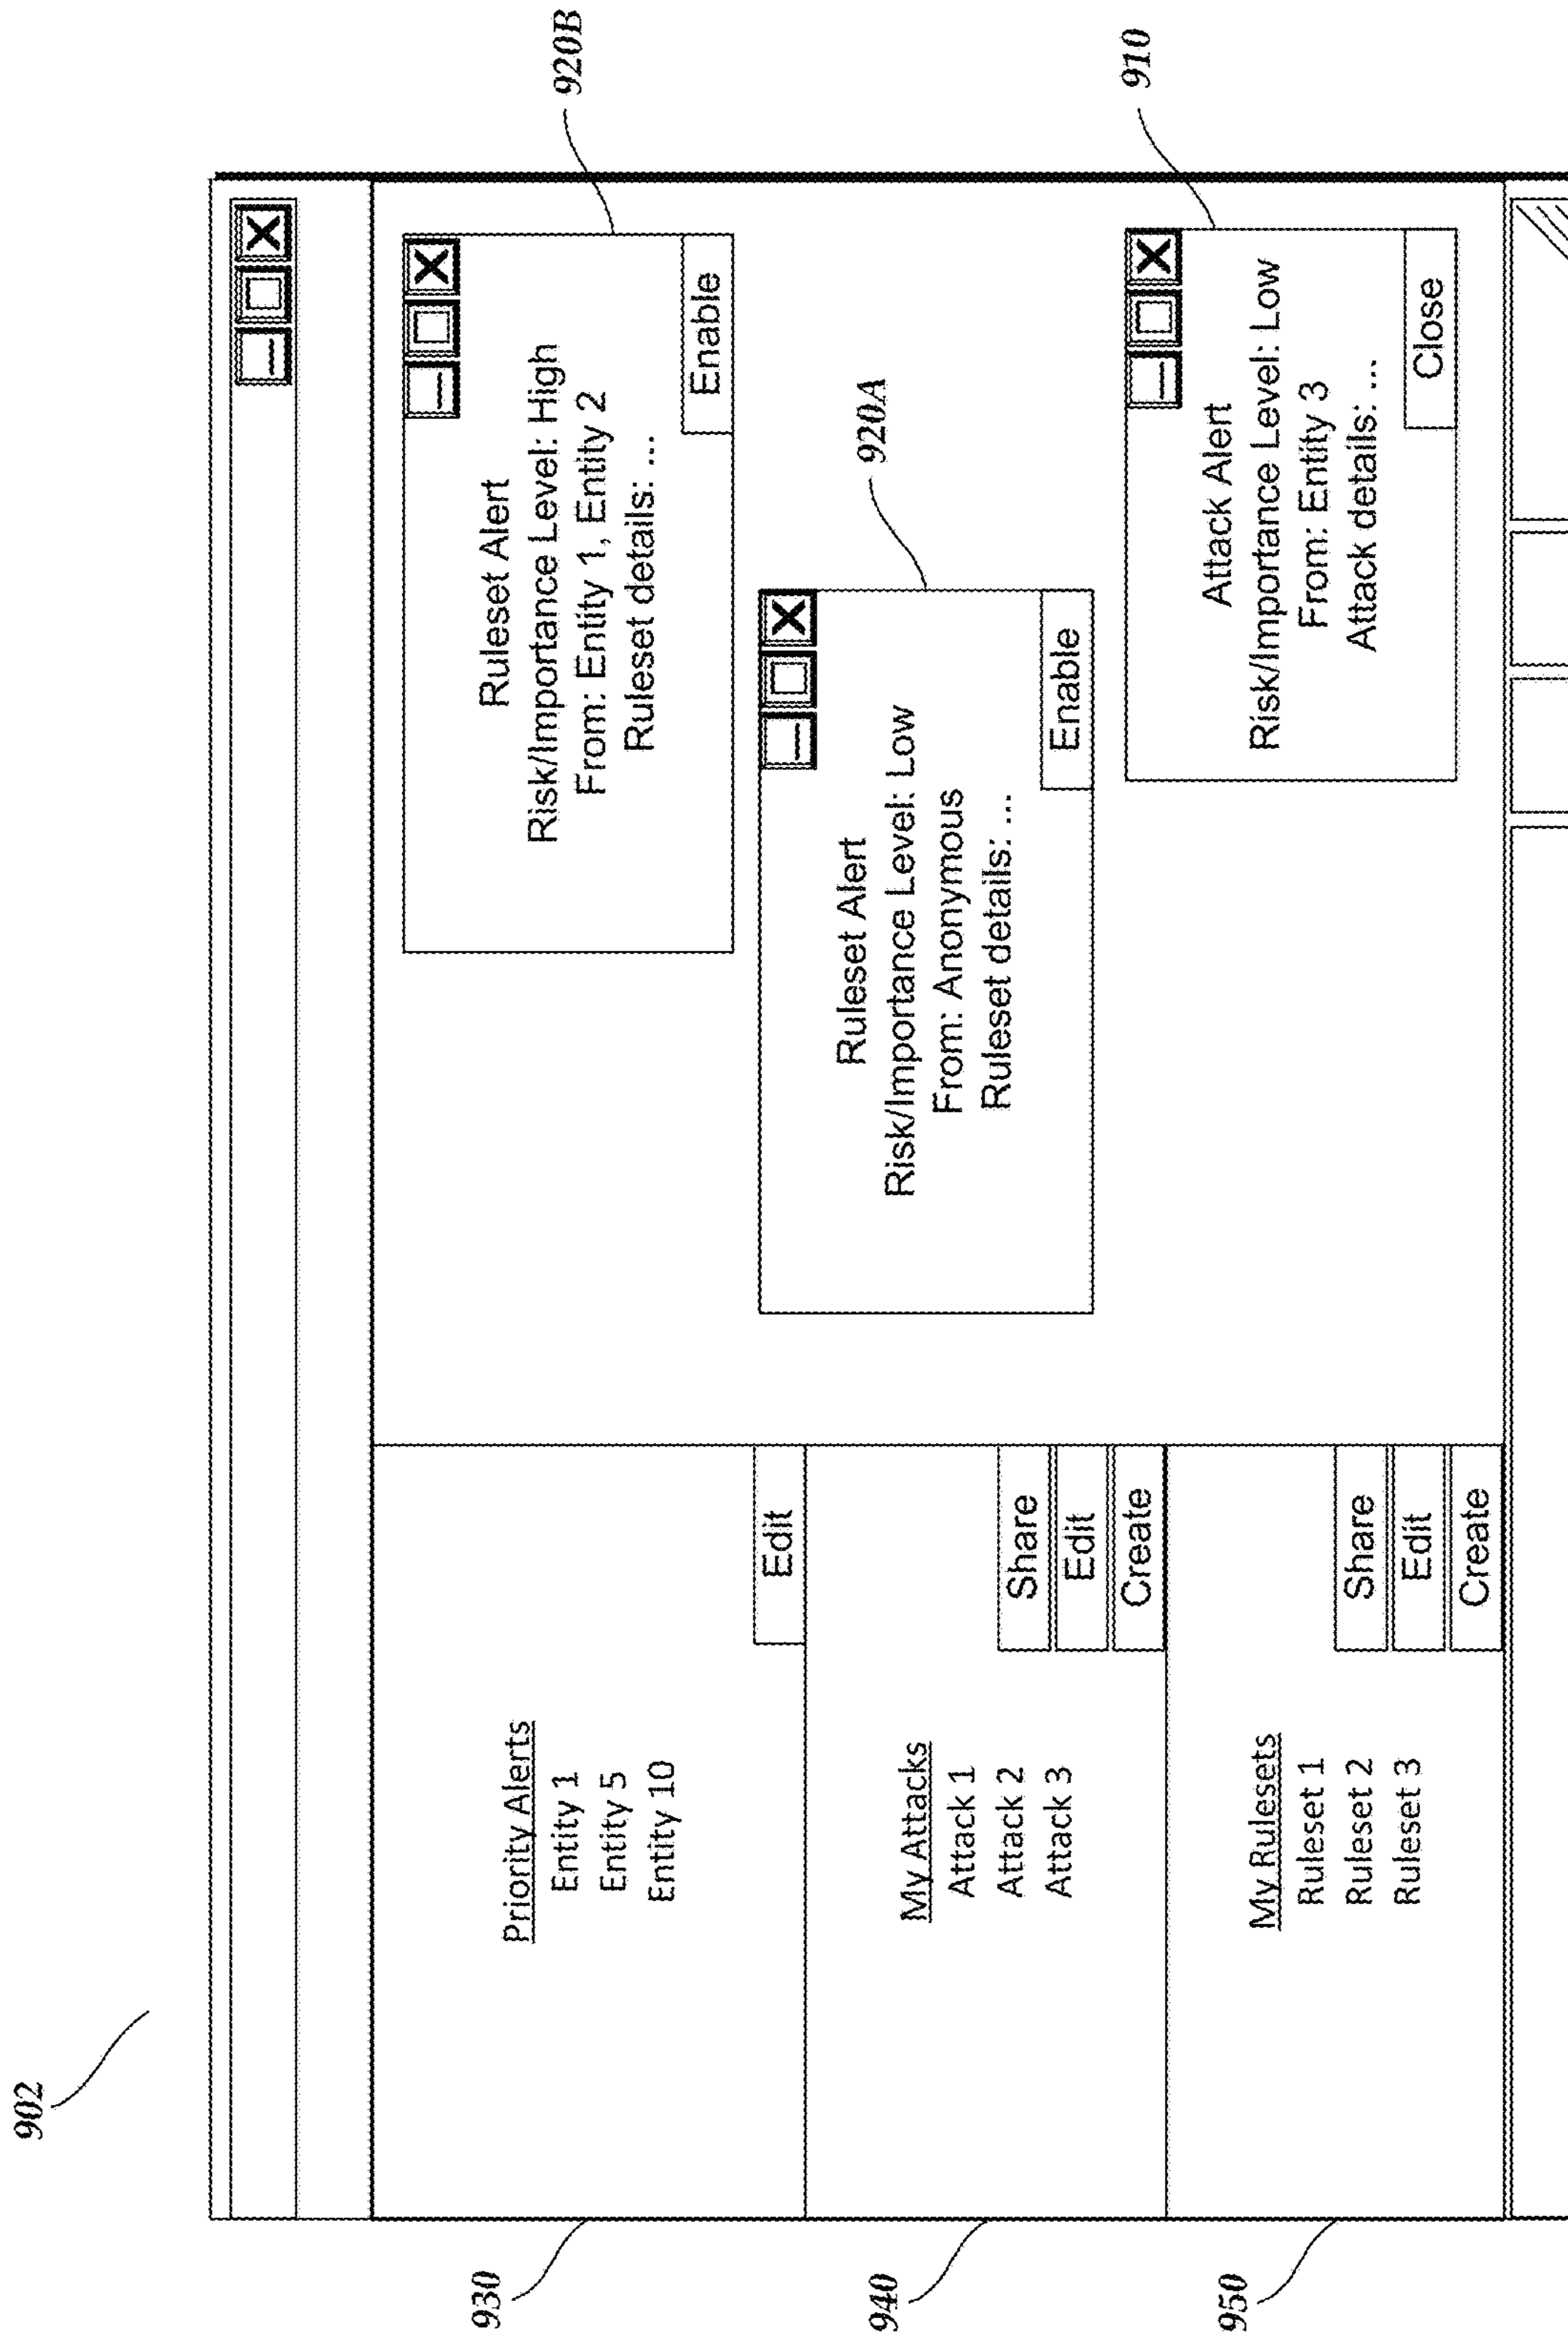 902
930
Priority Alerts
Entity 1
Entity 5
Entity 10
Edit
940
My Attacks
Attack 1
Attack 2
Attack 3
Share
Edit
Create
950
My Rulesets
Ruleset 1
Ruleset 2
Ruleset 3
Share
Edit
Create
920B
Ruleset Alert
Risk/Importance Level: High
From: Entity 1, Entity 2
Ruleset details: ...
Enable
920A
Ruleset Alert
Risk/Importance Level: Low
From: Anonymous
Ruleset details: ...
Enable
910
Attack Alert
Risk/Importance Level: Low
From: Entity 3
Attack details: ...
Close